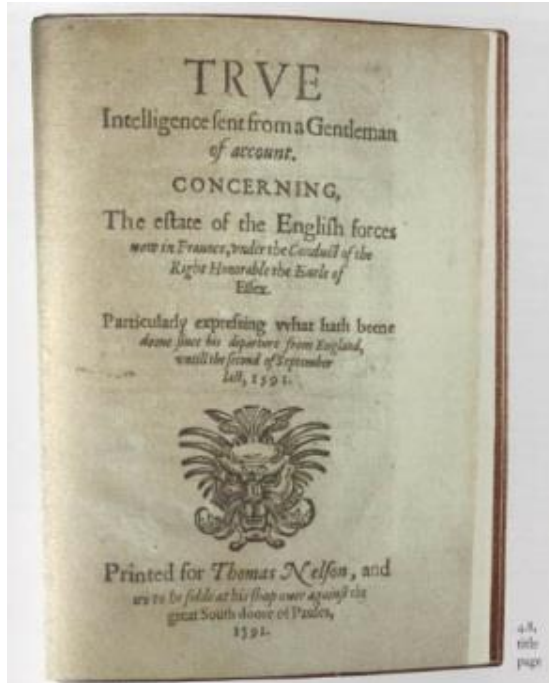 TRVE
Intelligence ſent from a Gentleman
of account.
CONCERNING,
The eſtate of the Engliſh forces
now in Fraunce, vnder the Conduct of the
Right Honorable the Earle of
Eſſex.
Particularly expreſſing what hath beene
doone ſince his departure from England,
vntill the ſecond of September
laſt, 1591.
Printed for Thomas Nelſon, and
are to be ſolde at his ſhop ouer againſt the
great South doore of Paules,
1591.
4.8,
title
page